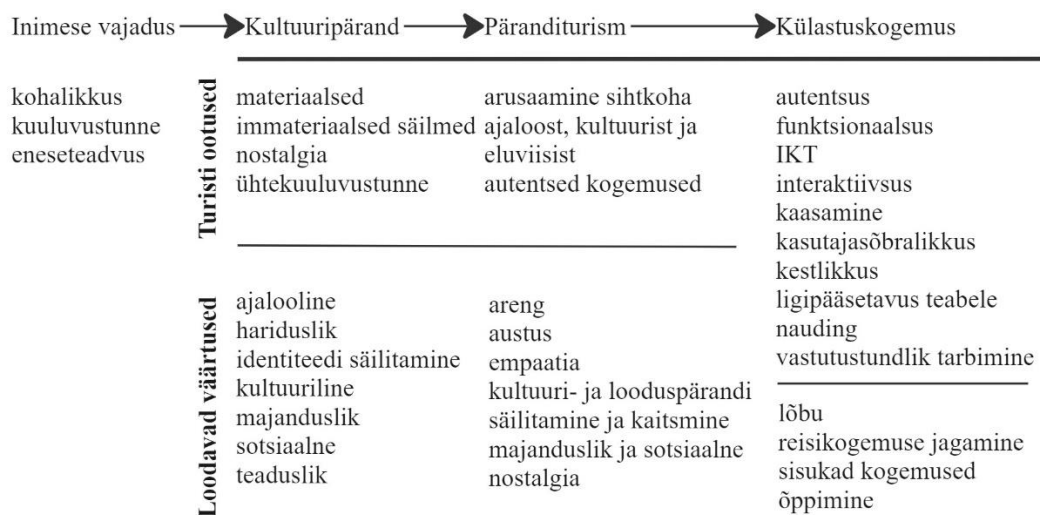 Inimese vajadus Kultuuripärand Päranditurism Külastuskogemus
kohalikkus
kuuluvustunne
eneseteadvus
Turisti ootused
materiaalsed
immateriaalsed säilmed
nostalgia
ühtekuuluvustunne
arusaamine sihtkoha
ajaloost, kultuurist ja
eluviisist
autentsed kogemused
autentsus
funktsionaalsus
IKT
interaktiivsus
kaasamine
kasutajasõbralikkus
kestlikkus
ligipääsetavus teabele
nauding
vastutustundlik tarbimine
Loodavad väärtused
ajalooline
hariduslik
identiteedi säilitamine
kultuuriline
majanduslik
sotsiaalne
teaduslik
areng
austus
empaatia
kultuuri- ja looduspärandi
säilitamine ja kaitsmine
majanduslik ja sotsiaalne
nostalgia
lõbu
reisikogemuse jagamine
sisukad kogemused
õppimine